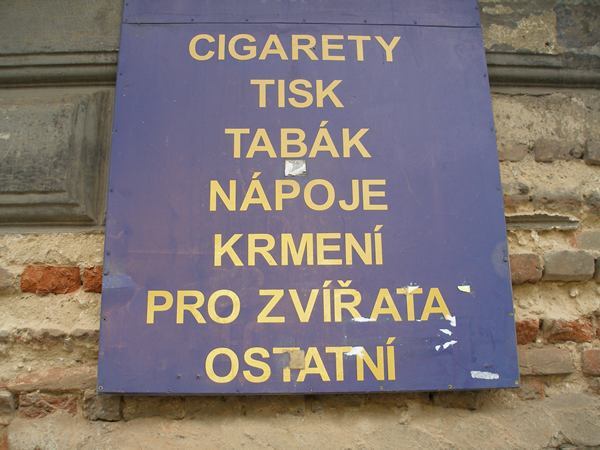 CIGARETY
TISK
TABÁK
NÁPOJE
KRMENÍ
PRO ZVÍŘATA
OSTATNÍ